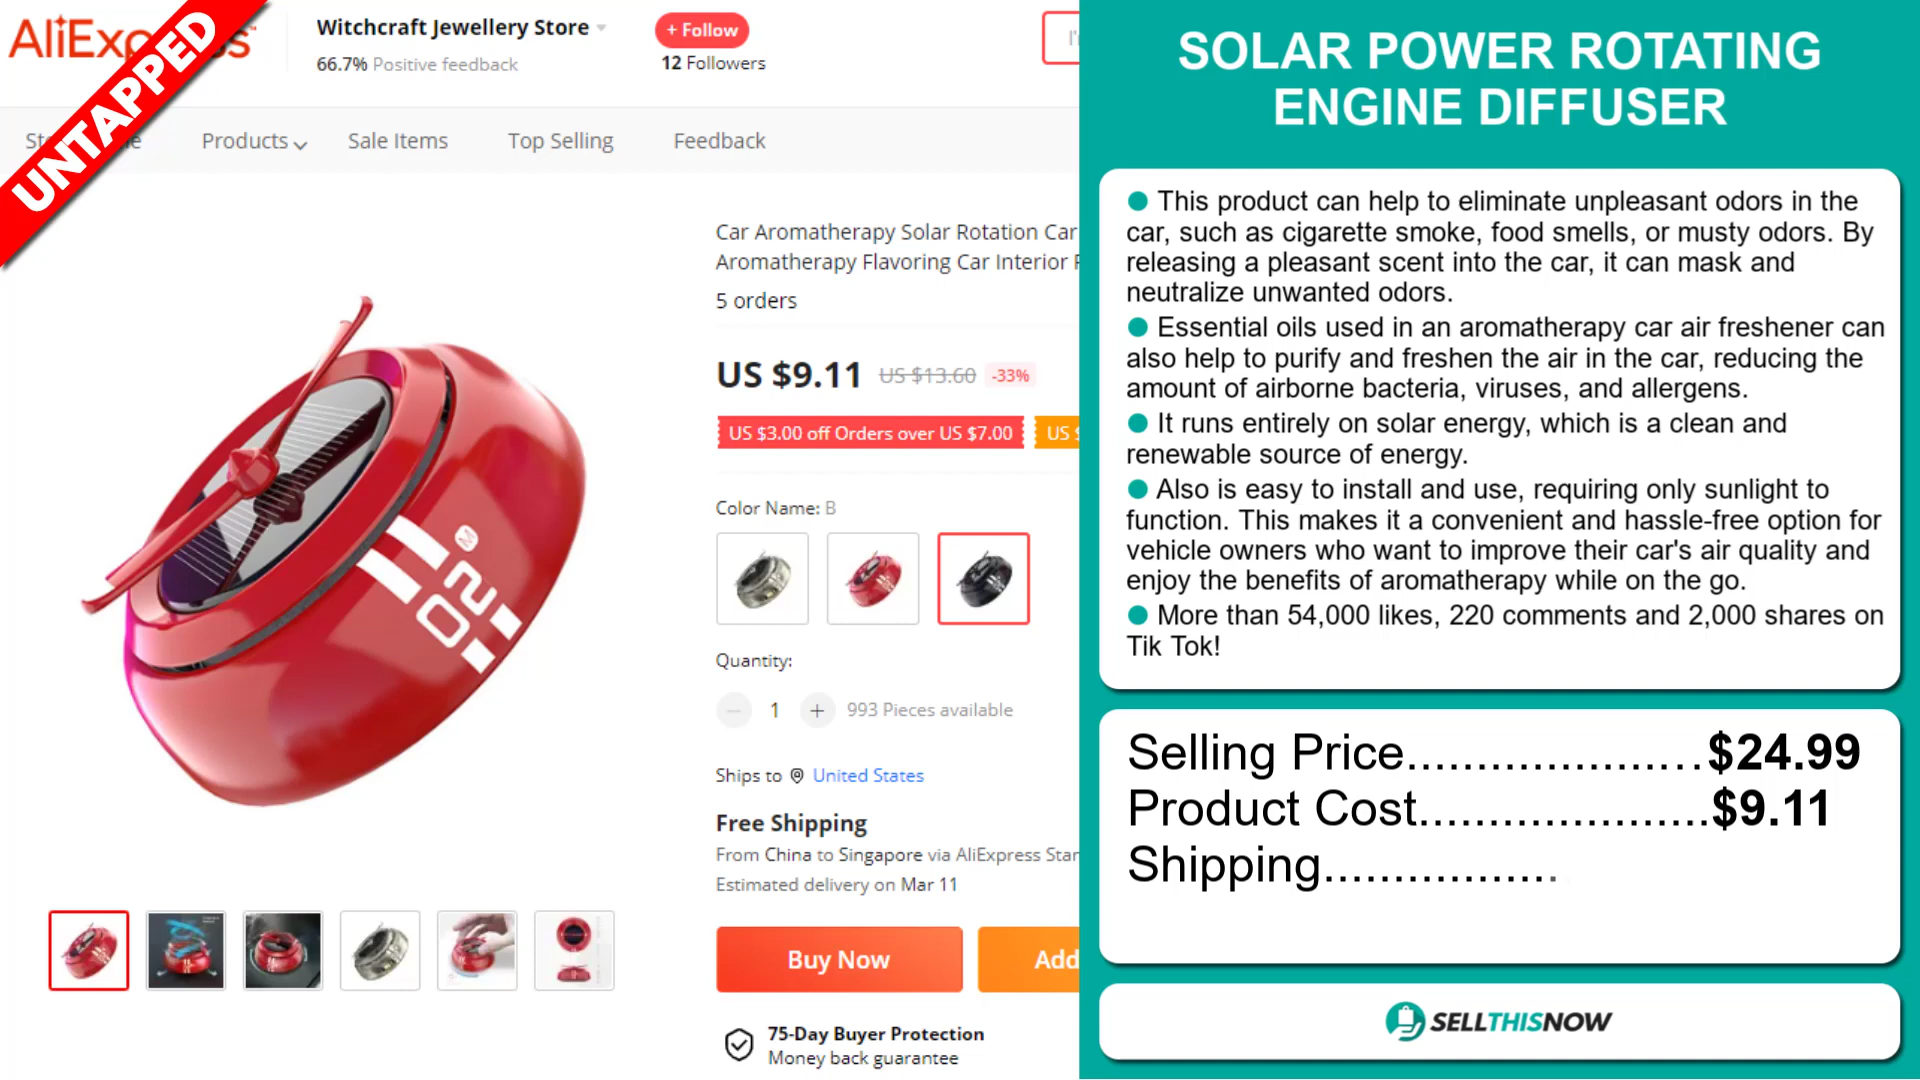 AliExp s
UNTAPPED
Witchcraft Jewellery Store
66.7% Positive feedback
+ Follow
12 Followers
Products
Sale Items
Top Selling
Feedback
Car Aromatherapy Solar Rotation Car
Aromatherapy Flavoring Car Interior
5 orders
US $9.11 US $13.60 -33%
US $3.00 off Orders over US $7.00
US
Color Name: B
Quantity:
1
993 Pieces available
Ships to United States
Free Shipping
From China to Singapore via AliExpress Star
Estimated delivery on Mar 11
Buy Now
Add
75-Day Buyer Protection
Money back guarantee
SOLAR POWER ROTATING
ENGINE DIFFUSER
● This product can help to eliminate unpleasant odors in the
car, such as cigarette smoke, food smells, or musty odors. By
releasing a pleasant scent into the car, it can mask and
neutralize unwanted odors.
● Essential oils used in an aromatherapy car air freshener can
also help to purify and freshen the air in the car, reducing the
amount of airborne bacteria, viruses, and allergens.
● It runs entirely on solar energy, which is a clean and
renewable source of energy.
● Also is easy to install and use, requiring only sunlight to
function. This makes it a convenient and hassle-free option for
vehicle owners who want to improve their car's air quality and
enjoy the benefits of aromatherapy while on the go.
● More than 54,000 likes, 220 comments and 2,000 shares on
Tik Tok!
Selling Price.....................$24.99
Product Cost.....................$9.11
Shipping.................
SELLTHISNOW